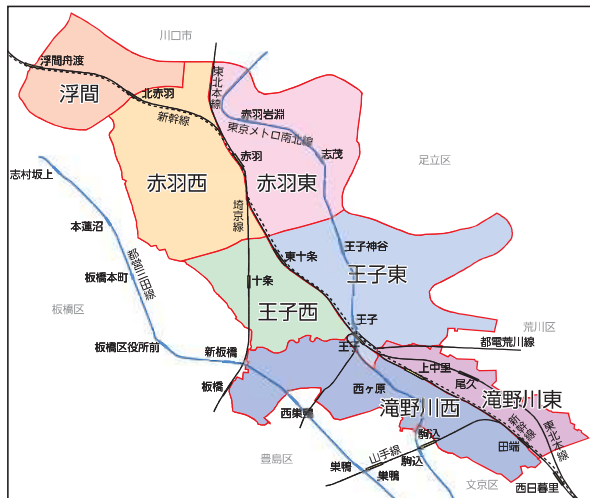 川口市
浮間舟渡
東北本線
浮間
北赤羽
新幹線
赤羽岩淵
東京メトロ南北線
赤羽
志茂
足立区
志村坂上
赤羽西
赤羽東
埼京線
本蓮沼
都営三田線
東十条
王子神谷
板橋本町
十条
王子東
板橋区
王子西
王子
荒川区
板橋区役所前
新板橋
王子
都電荒川線
上中里
板橋
西ヶ原
尾久
滝野川東
西巣鴨
滝野川西
新幹線
東北本線
駒込
田端
豊島区
山手線
巣鴨
駒込
巣鴨
文京区
西日暮里